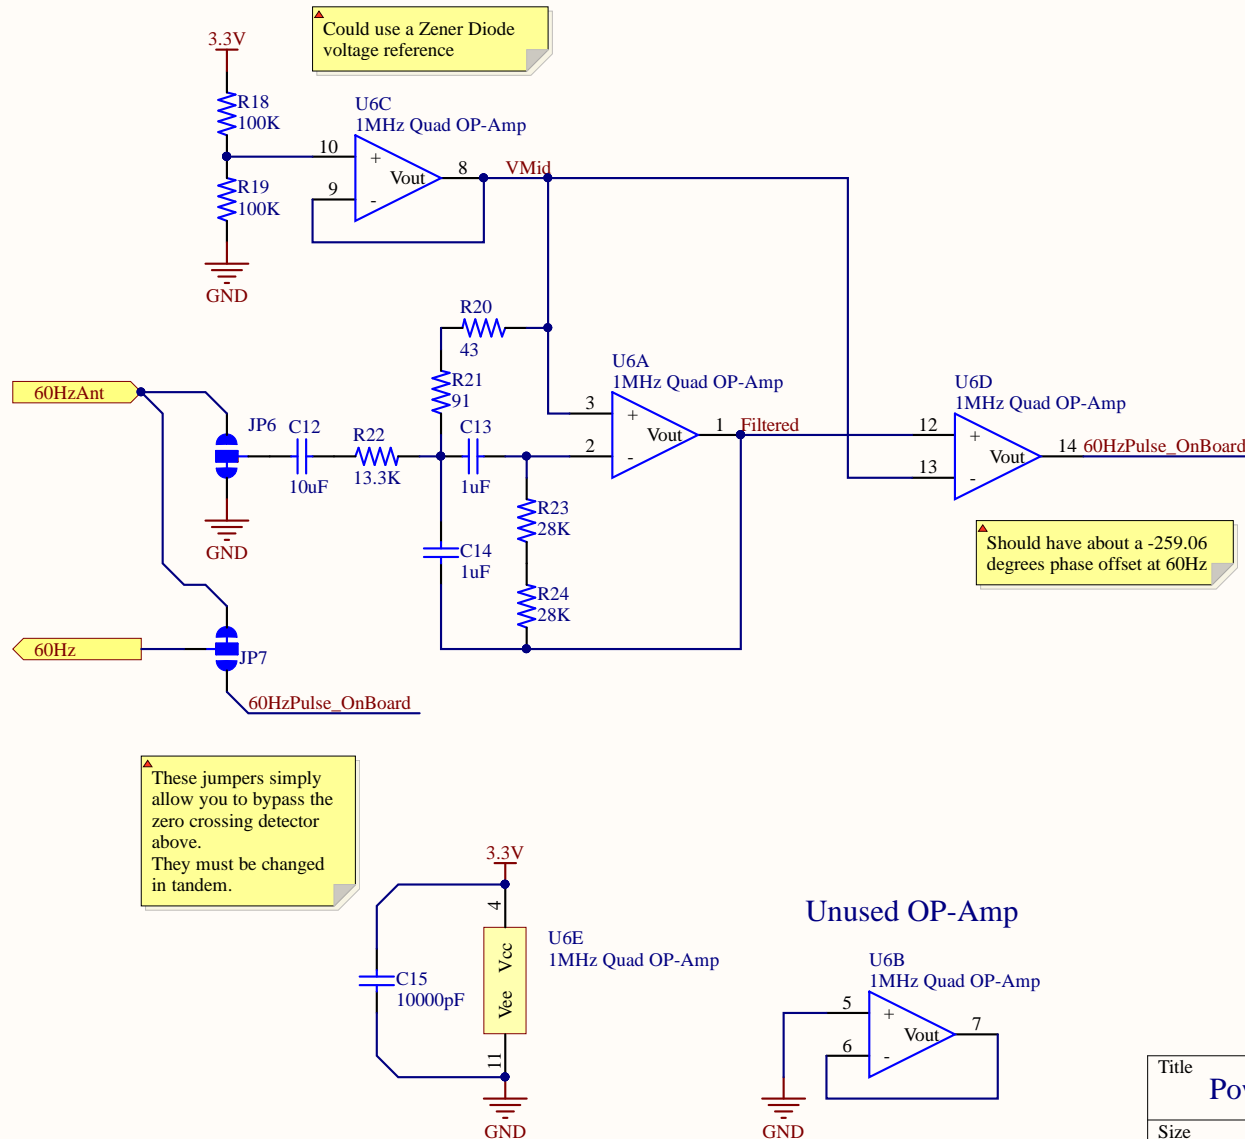 Could use a Zener Diode
voltage reference
3.3V
R18
100K
R19
100K
GND
U6C
1MHz Quad OP-Amp
10
+
Vout
8
9
-
VMid
R20
43
R21
91
60HzAnt
JP6
C12
10uF
R22
13.3K
C13
1uF
GND
C14
1uF
R23
28K
R24
28K
U6A
1MHz Quad OP-Amp
3
+
Vout
1
2
-
Filtered
U6D
1MHz Quad OP-Amp
12
+
Vout
14
60HzPulse_OnBoard
13
-
Should have about a -259.06
degrees phase offset at 60Hz
60Hz
JP7
60HzPulse_OnBoard
These jumpers simply
allow you to bypass the
zero crossing detector
above.
They must be changed
in tandem.
3.3V
4
Vcc
Vee
11
U6E
1MHz Quad OP-Amp
C15
10000pF
GND
Unused OP-Amp
U6B
1MHz Quad OP-Amp
5
+
Vout
7
6
-
GND
Title
Pov
Size